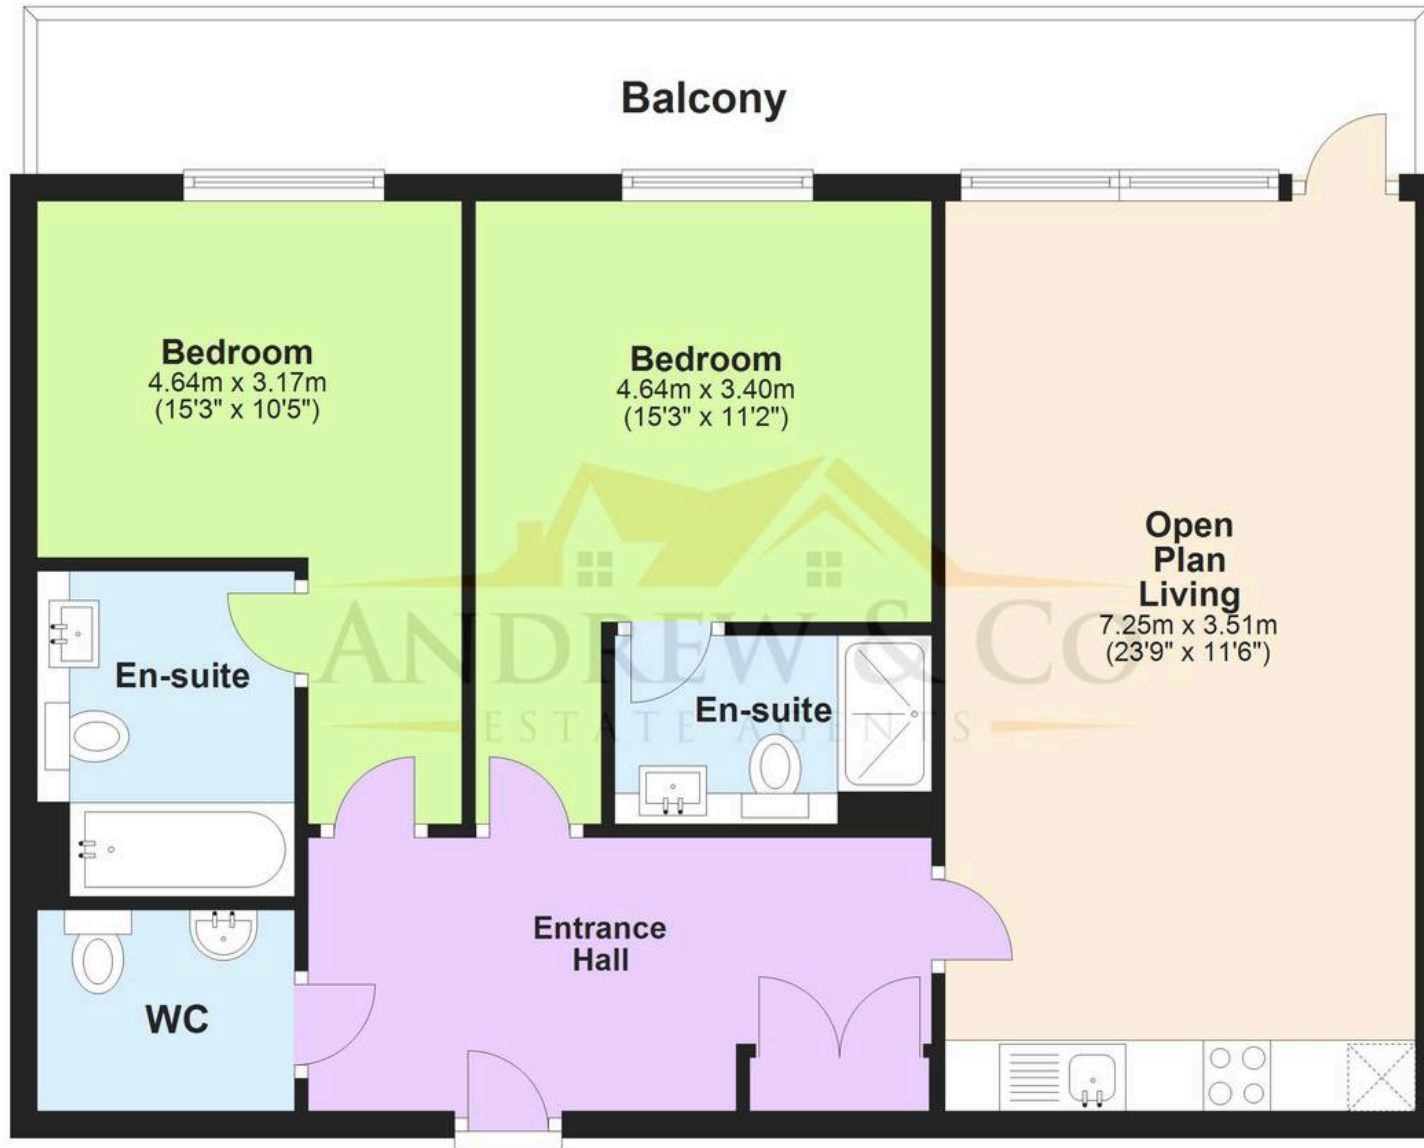 Balcony
Bedroom
4.64m x 3.17m
(15'3" x 10'5")
Bedroom
4.64m x 3.40m
(15'3" x 11'2")
Open
Plan
Living
7.25m x 3.51m
(23'9" x 11'6")
ANDREW & CO
ESTATE AGENTS
En-suite
En-suite
Entrance
Hall
WC